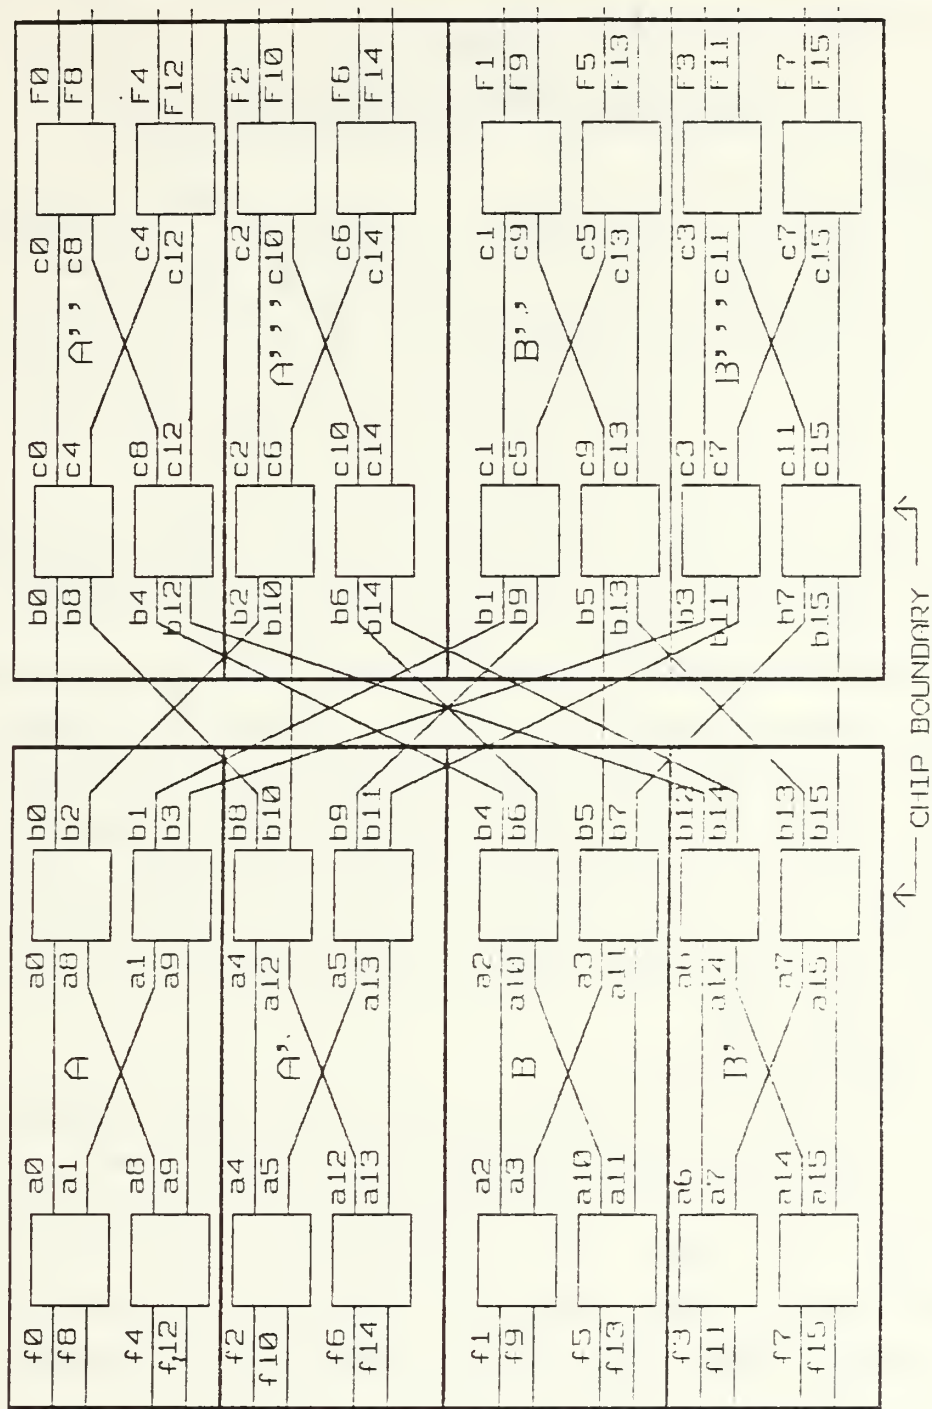 f0 a0 a0 b0 b0 c0 c0 F0
f8 a1 a8 b2 b8 c4 c8 F8
A A''
f4 a8 a1 b1 b4 c8 c4 F4
f12 a9 a9 b3 b12 c12 c12 F12
f2 a4 a4 b8 b2 c2 c2 F2
f10 a5 a12 b10 b10 c6 c10 F10
A' A'''
f6 a12 a5 b9 b6 c10 c6 F6
f14 a13 a13 b11 b14 c14 c14 F14
f1 a2 a2 b4 b1 c1 c1 F1
f9 a3 a10 b6 b9 c5 c9 F9
B B''
f5 a10 a3 b5 b5 c9 c5 F5
f13 a11 a11 b7 b13 c13 c13 F13
f3 a6 a6 b12 b3 c3 c3 F3
f11 a7 a14 b14 b11 c7 c11 F11
B' B'''
f7 a14 a7 b13 b7 c11 c7 F7
f15 a15 a15 b15 b15 c15 c15 F15
CHIP BOUNDARY